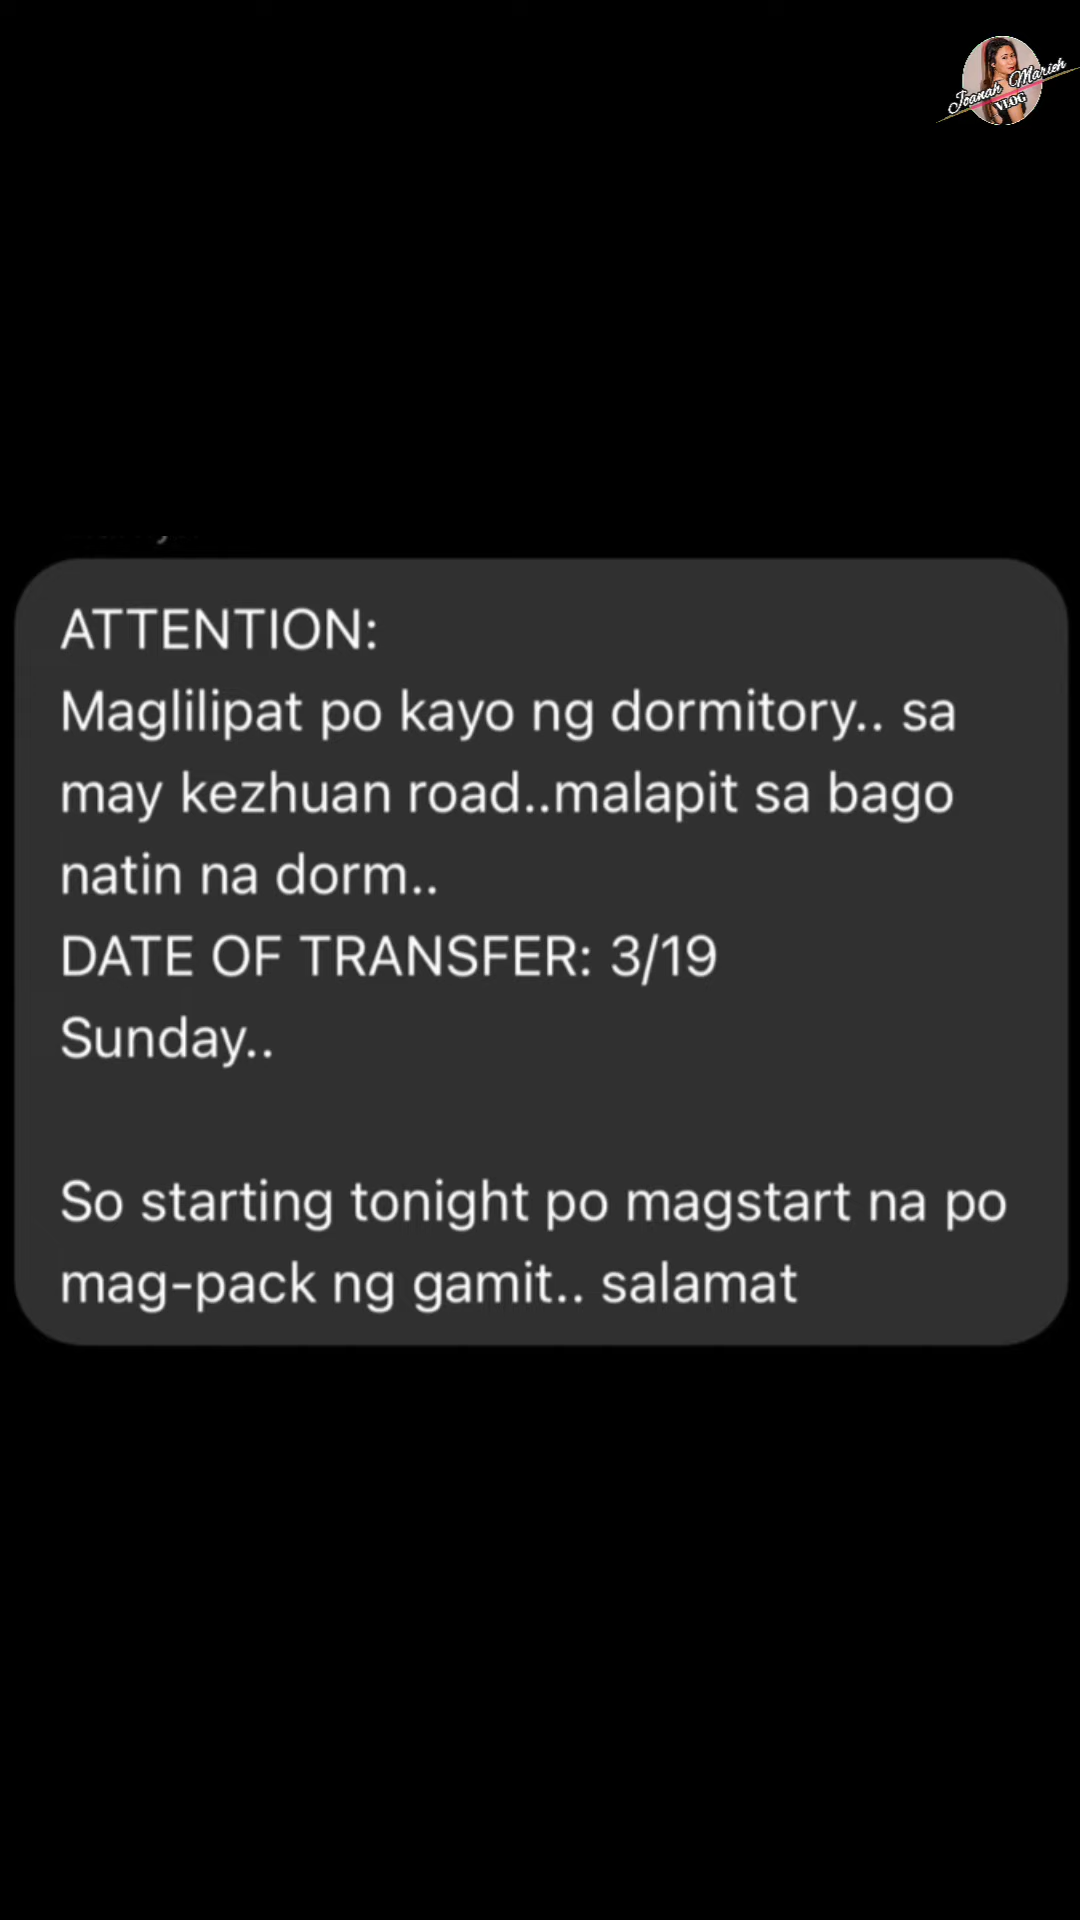 Joanah Marieh
VLOG
ATTENTION:
Maglilipat po kayo ng dormitory.. sa
may kezhuan road..malapit sa bago
natin na dorm..
DATE OF TRANSFER: 3/19
Sunday..
So starting tonight po magstart na po
mag-pack ng gamit.. salamat